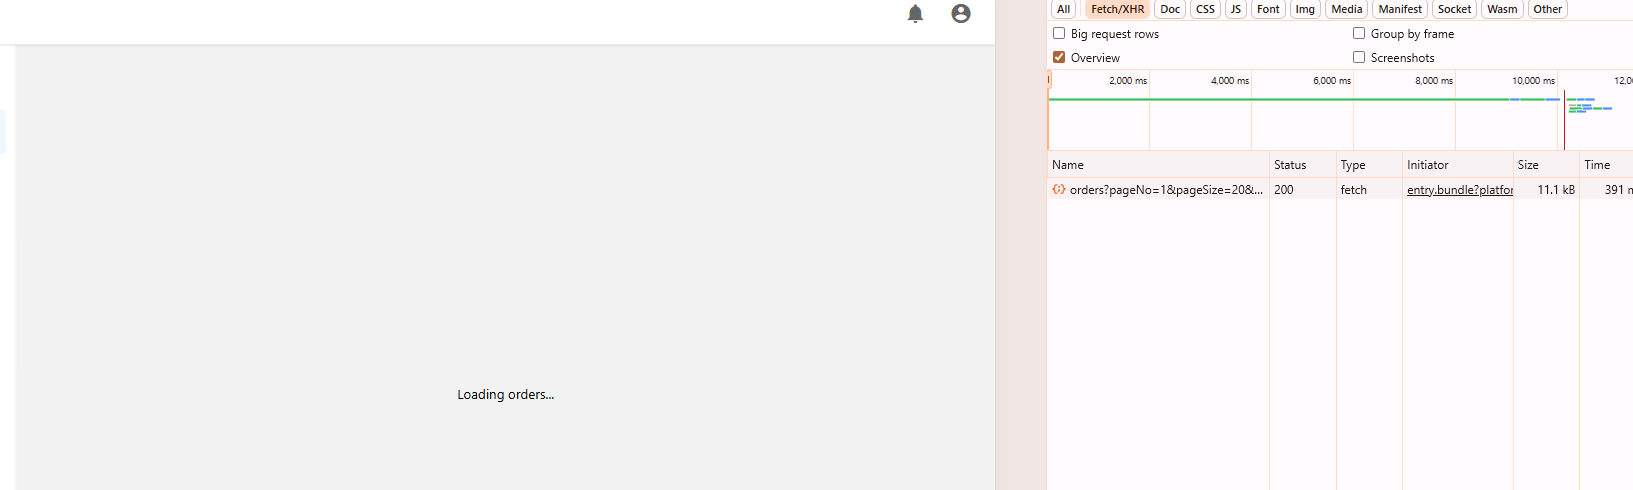 All Fetch/XHR Doc CSS JS Font Img Media Manifest Socket Wasm Other
Big request rows Group by frame
Overview Screenshots
2,000 ms 4,000 ms 6,000 ms 8,000 ms 10,000 ms 12,0
Name Status Type Initiator Size Time
orders?pageNo=1&pageSize=20&... 200 fetch entry.bundle?platfor 11.1 kB 391 m
Loading orders...